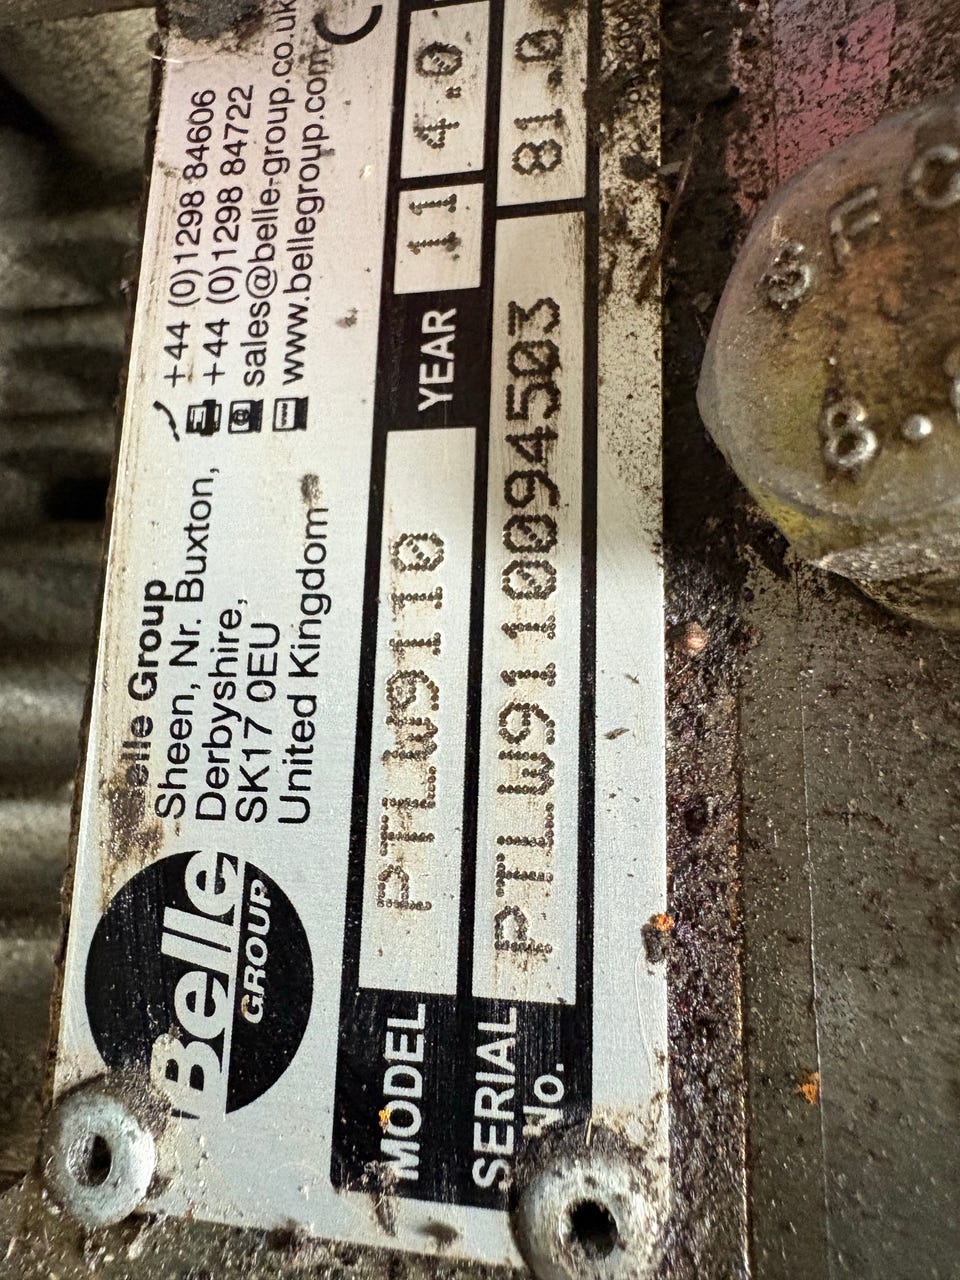 Belle
GROUP
elle Group
Sheen, Nr. Buxton,
Derbyshire,
SK17 0EU
United Kingdom
+44 (0)1298 84606
+44 (0)1298 84722
sales@belle-group.co.uk
www.bellegroup.com
MODEL PTLW9110 YEAR 11 4.0
SERIAL No. PTLW9110094503 81.0
8.